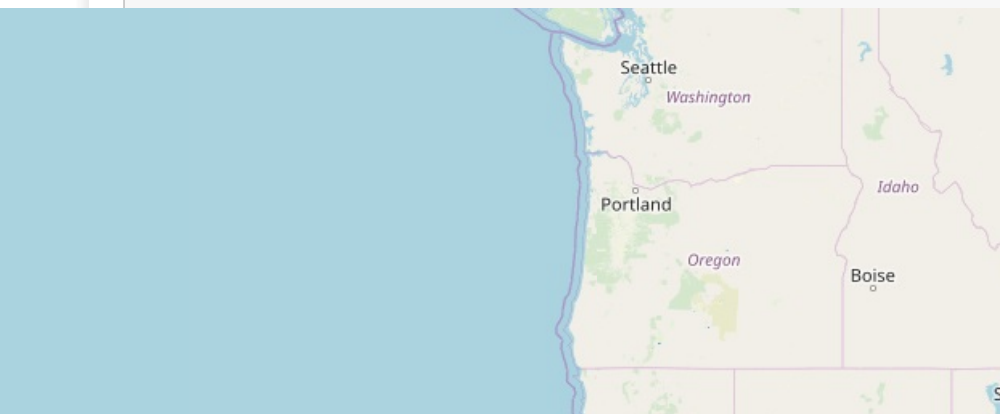 Seattle
Washington
Idaho
Portland
Oregon
Boise
S